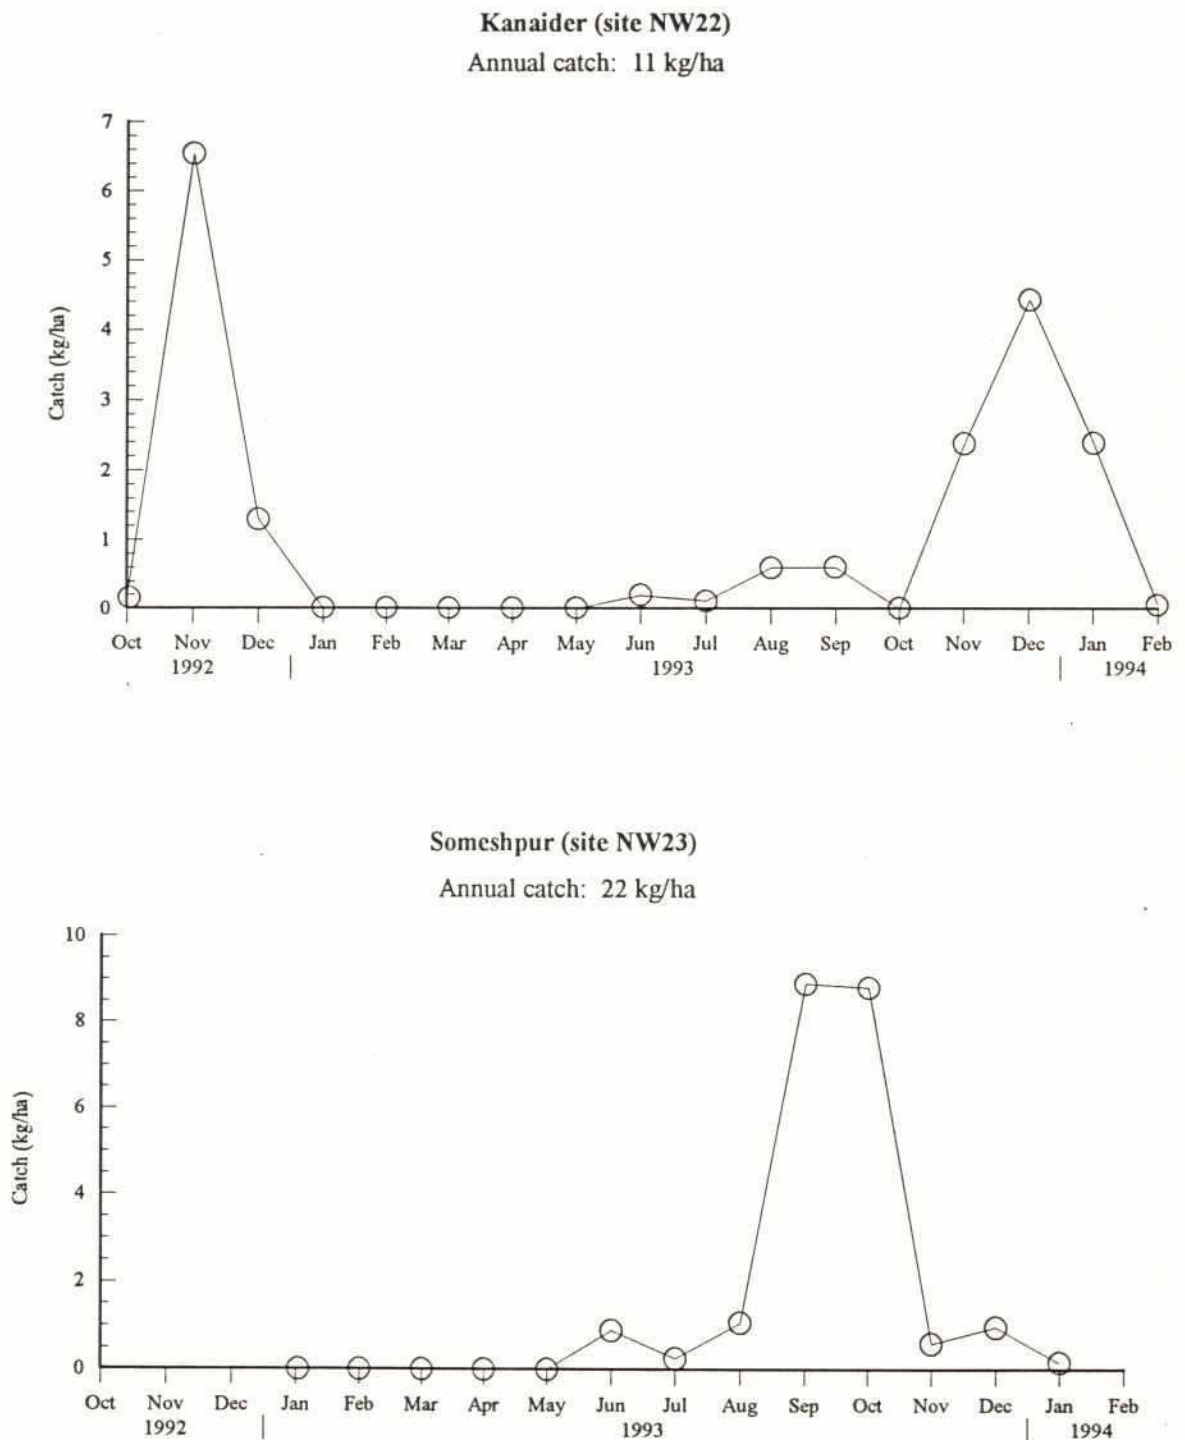 Kanaider (site NW22)
Annual catch: 11 kg/ha
7
6
5
4
3
2
1
0
Catch (kg/ha)
Oct Nov Dec Jan Feb Mar Apr May Jun Jul Aug Sep Oct Nov Dec Jan Feb
1992 | 1993 | 1994
Someshpur (site NW23)
Annual catch: 22 kg/ha
10
8
6
4
2
0
Catch (kg/ha)
Oct Nov Dec Jan Feb Mar Apr May Jun Jul Aug Sep Oct Nov Dec Jan Feb
1992 | 1993 | 1994